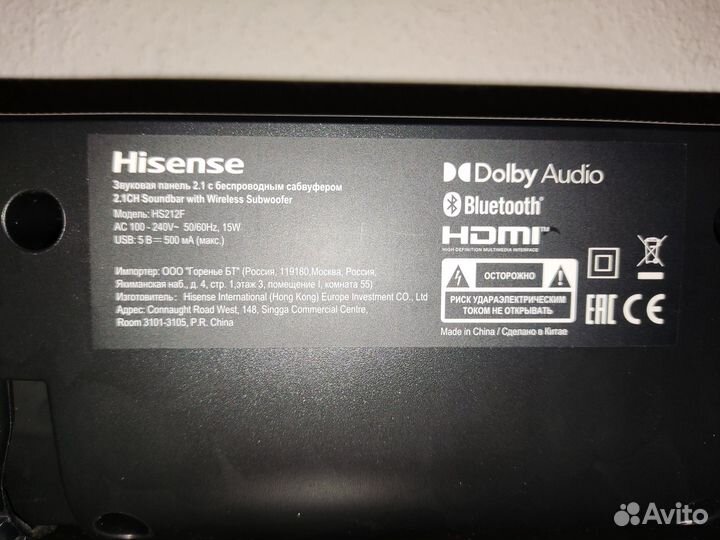 Hisense
Звуковая панель 2.1 с беспроводным сабвуфером
2.1CH Soundbar with Wireless Subwoofer
Модель: HS212F
AC 100 - 240V~ 50/60Hz, 15W
USB: 5 В⎓ 500 мА (макс.)
Импортер: ООО "Горенье БТ" (Россия, 119180,Москва, Россия,
Якиманская наб., д. 4, стр. 1,этаж 3, помещение I, комната 55)
Изготовитель: Hisense International (Hong Kong) Europe Investment CO., Ltd
Адрес: Connaught Road West, 148, Singga Commercial Centre,
Room 3101-3105, P.R. China
Dolby Audio
Bluetooth®
HDMI™
HIGH DEFINITION MULTIMEDIA INTERFACE
ОСТОРОЖНО
РИСК УДАРАЭЛЕКТРИЧЕСКИМ
ТОКОМ НЕ ОТКРЫВАТЬ
EAC CE
Made in China / Сделано в Китае
Avito